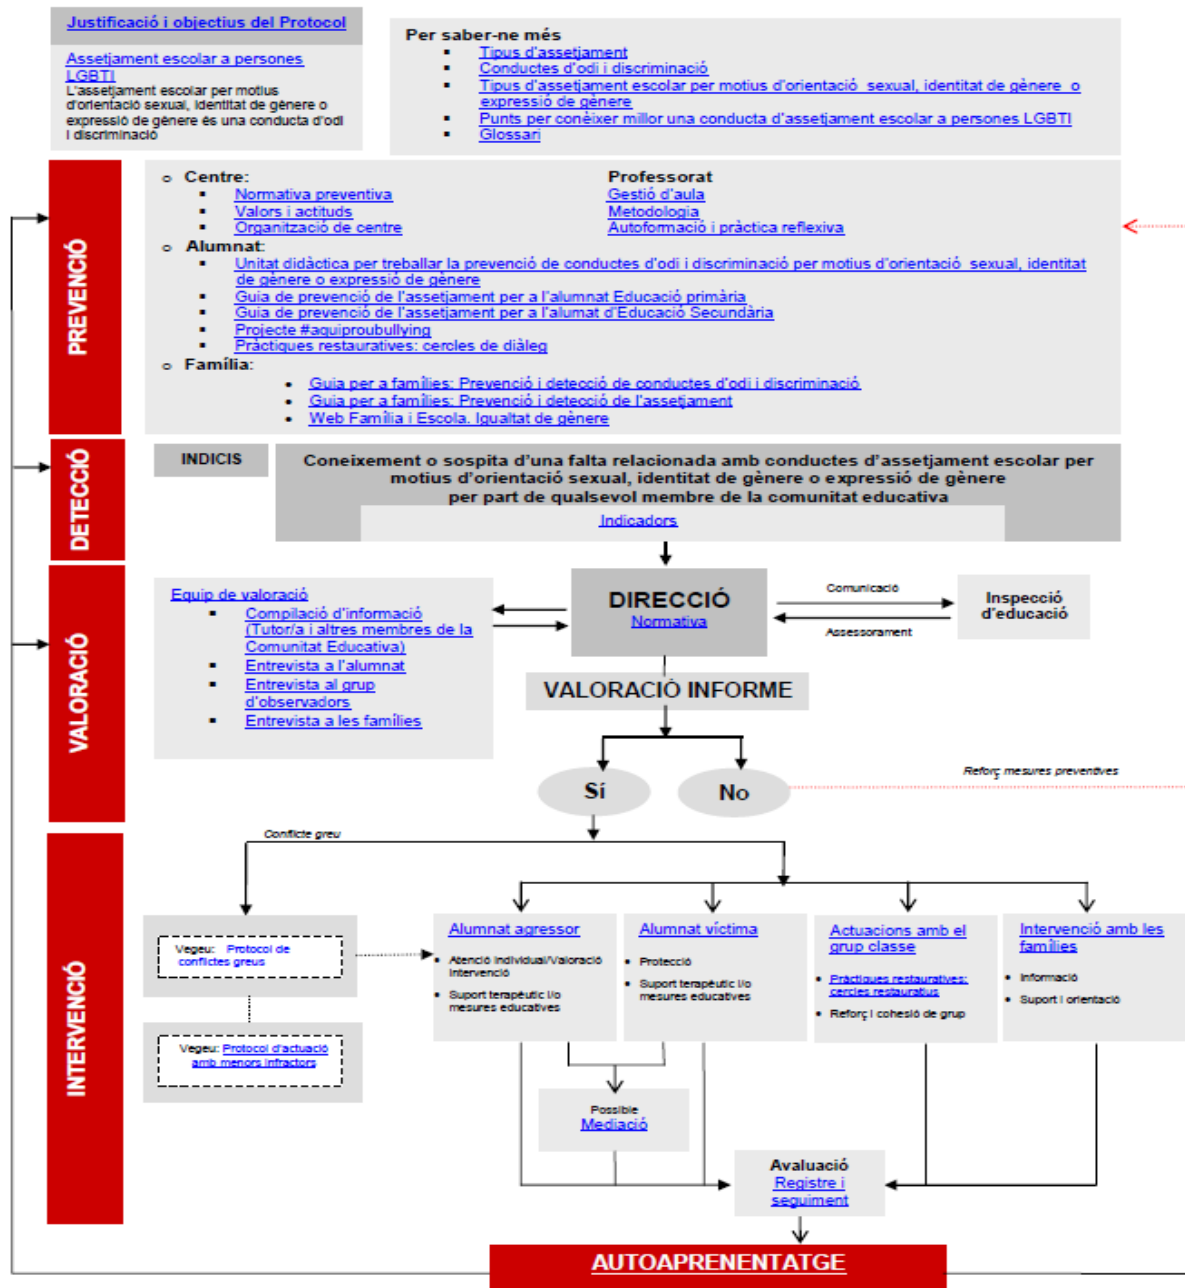 Justificació i objectius del Protocol
Assetjament escolar a persones
LGBTI
L'assetjament escolar per motius
d'orientació sexual, identitat de gènere o
expressió de gènere és una conducta d'odi
i discriminació
Per saber-ne més
Tipus d'assetjament
Conductes d'odi i discriminació
Tipus d'assetjament escolar per motius d'orientació sexual, identitat de gènere o
expressió de gènere
Punts per conèixer millor una conducta d'assetjament escolar a persones LGBTI
Glossari
PREVENCIÓ
Centre:
Normativa preventiva
Valors i actituds
Organització de centre
Professorat
Gestió d'aula
Metodologia
Autoformació i pràctica reflexiva
Alumnat:
Unitat didàctica per treballar la prevenció de conductes d'odi i discriminació per motius d'orientació sexual, identitat
de gènere o expressió de gènere
Guia de prevenció de l'assetjament per a l'alumnat Educació primària
Guia de prevenció de l'assetjament per a l'alumat d'Educació Secundària
Projecte #aquiproubullying
Pràctiques restauratives: cercles de diàleg
Família:
Guia per a famílies: Prevenció i detecció de conductes d'odi i discriminació
Guia per a famílies: Prevenció i detecció de l'assetjament
Web Família i Escola. Igualtat de gènere
DETECCIÓ
INDICIS
Coneixement o sospita d'una falta relacionada amb conductes d'assetjament escolar per
motius d'orientació sexual, identitat de gènere o expressió de gènere
per part de qualsevol membre de la comunitat educativa
Indicadors
VALORACIÓ
Equip de valoració
Compilació d'informació
(Tutor/a i altres membres de la
Comunitat Educativa)
Entrevista a l'alumnat
Entrevista al grup
d'observadors
Entrevista a les famílies
DIRECCIÓ
Normativa
Comunicació
Assessorament
Inspecció
d'educació
VALORACIÓ INFORME
Sí
No
Reforç mesures preventives
INTERVENCIÓ
Conflicte greu
Vegeu: Protocol de
conflictes greus
Vegeu: Protocol d'actuació
amb menors infractors
Alumnat agressor
Atenció individual/Valoració
intervenció
Suport terapèutic i/o
mesures educatives
Alumnat víctima
Protecció
Suport terapèutic i/o
mesures educatives
Actuacions amb el
grup classe
Pràctiques restauratives:
cercles restauratius
Reforç i cohesió de grup
Intervenció amb les
famílies
Informació
Suport i orientació
Possible
Mediació
Avaluació
Registre i
seguiment
AUTOAPRENENTATGE